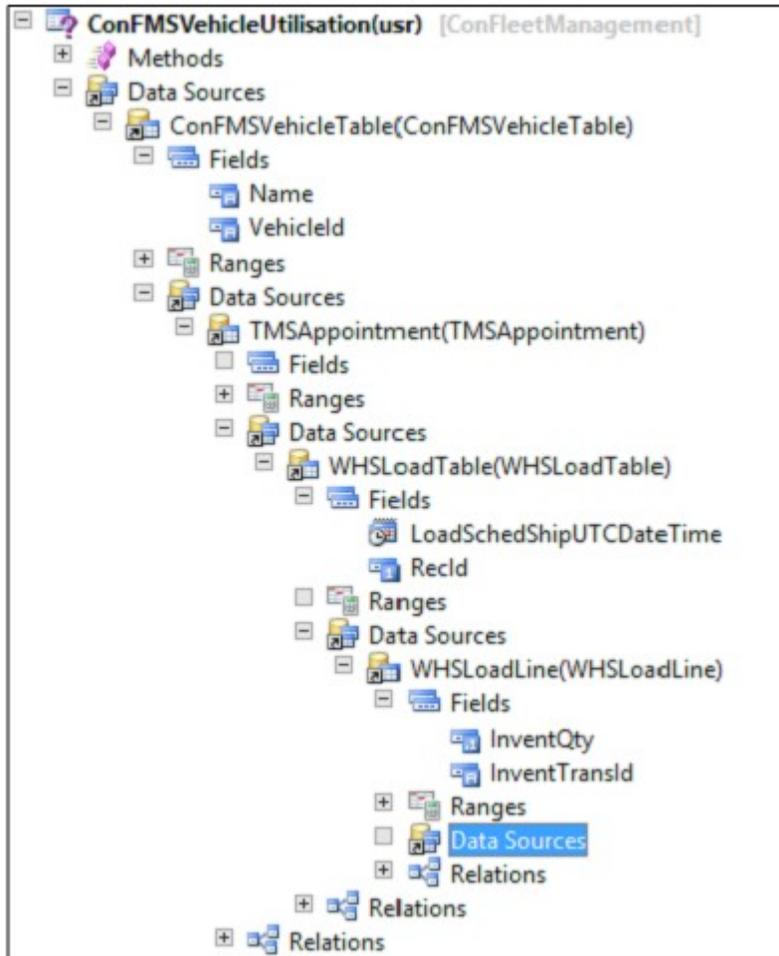 ConFMSVehicleUtilisation(usr) [ConFleetManagement]
Methods
Data Sources
ConFMSVehicleTable(ConFMSVehicleTable)
Fields
Name
VehicleId
Ranges
Data Sources
TMSAppointment(TMSAppointment)
Fields
Ranges
Data Sources
WHSLoadTable(WHSLoadTable)
Fields
LoadSchedShipUTCDateTime
RecId
Ranges
Data Sources
WHSLoadLine(WHSLoadLine)
Fields
InventQty
InventTransId
Ranges
Data Sources
Relations
Relations
Relations